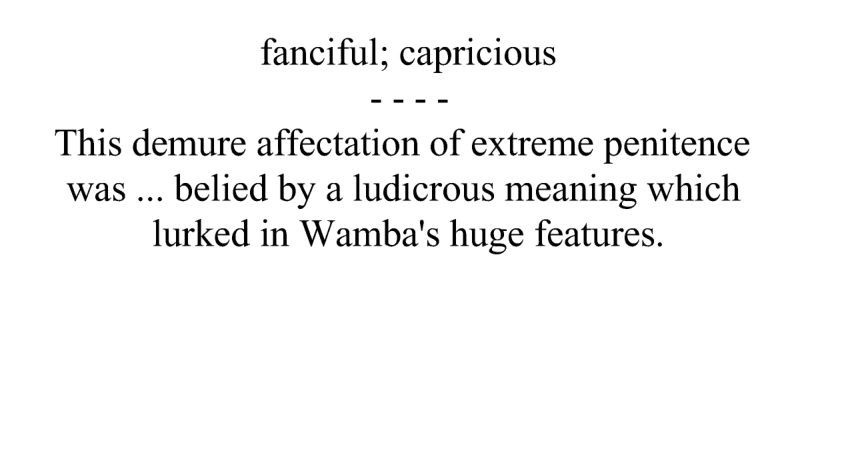 fanciful; capricious
- - - -
This demure affectation of extreme penitence
was ... belied by a ludicrous meaning which
lurked in Wamba's huge features.